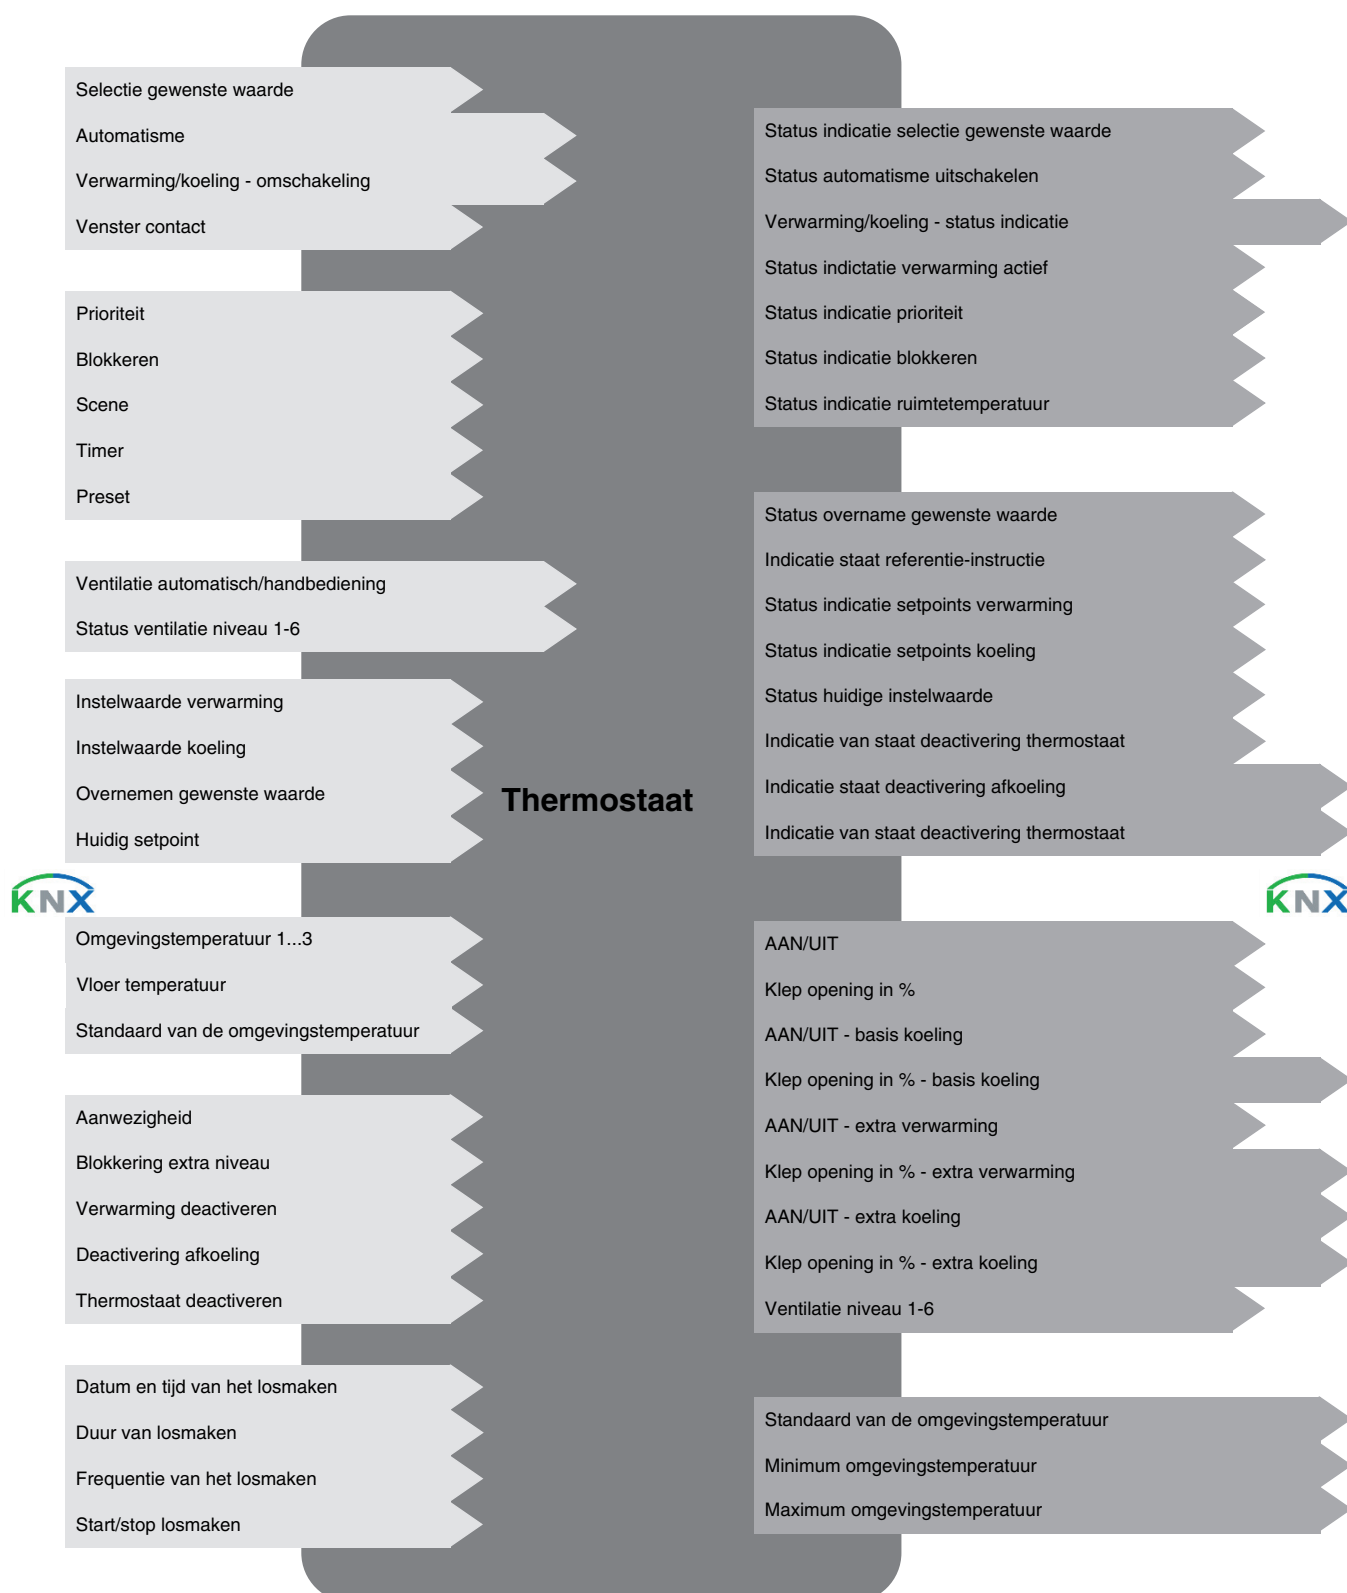 Selectie gewenste waarde
Automatisme
Verwarming/koeling - omschakeling
Venster contact
Prioriteit
Blokkeren
Scene
Timer
Preset
Ventilatie automatisch/handbediening
Status ventilatie niveau 1-6
Instelwaarde verwarming
Instelwaarde koeling
Overnemen gewenste waarde
Huidig setpoint
KNX
Omgevingstemperatuur 1...3
Vloer temperatuur
Standaard van de omgevingstemperatuur
Aanwezigheid
Blokkering extra niveau
Verwarming deactiveren
Deactivering afkoeling
Thermostaat deactiveren
Datum en tijd van het losmaken
Duur van losmaken
Frequentie van het losmaken
Start/stop losmaken
Thermostaat
Status indicatie selectie gewenste waarde
Status automatisme uitschakelen
Verwarming/koeling - status indicatie
Status indictatie verwarming actief
Status indicatie prioriteit
Status indicatie blokkeren
Status indicatie ruimtetemperatuur
Status overname gewenste waarde
Indicatie staat referentie-instructie
Status indicatie setpoints verwarming
Status indicatie setpoints koeling
Status huidige instelwaarde
Indicatie van staat deactivering thermostaat
Indicatie staat deactivering afkoeling
Indicatie van staat deactivering thermostaat
KNX
AAN/UIT
Klep opening in %
AAN/UIT - basis koeling
Klep opening in % - basis koeling
AAN/UIT - extra verwarming
Klep opening in % - extra verwarming
AAN/UIT - extra koeling
Klep opening in % - extra koeling
Ventilatie niveau 1-6
Standaard van de omgevingstemperatuur
Minimum omgevingstemperatuur
Maximum omgevingstemperatuur